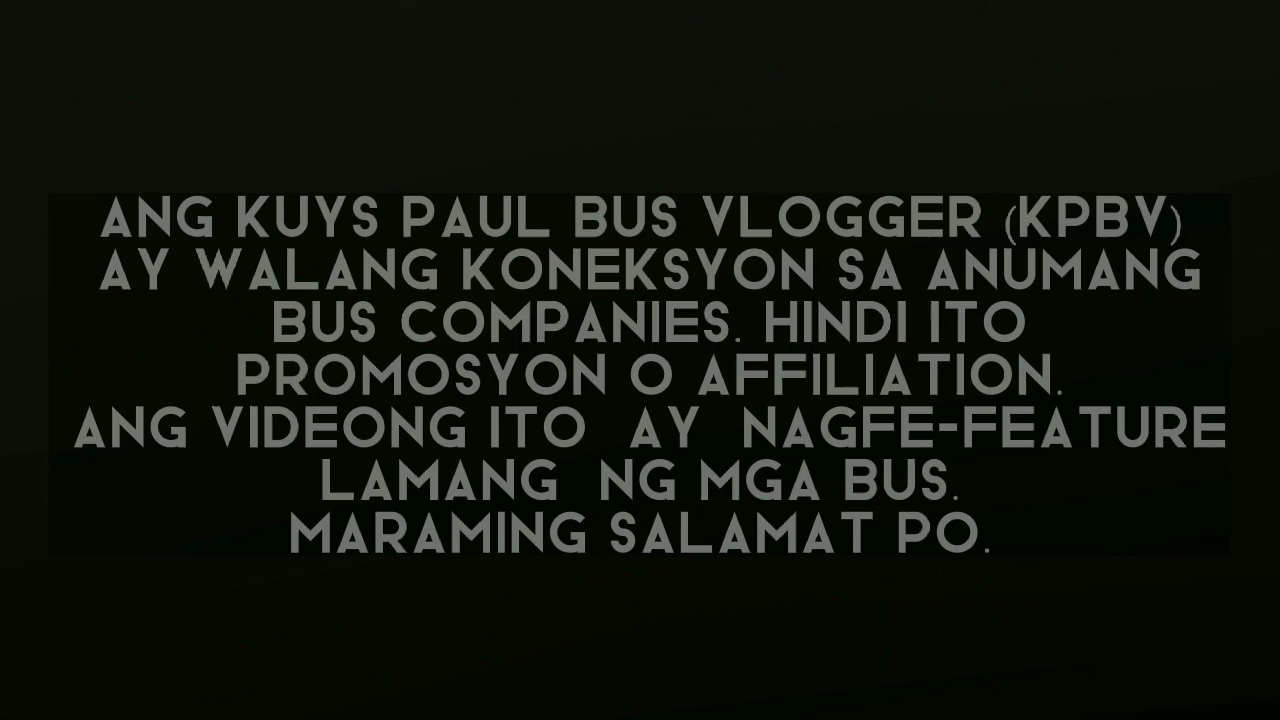 ANG KUYS PAUL BUS VLOGGER (KPBV)
AY WALANG KONEKSYON SA ANUMANG
BUS COMPANIES. HINDI ITO
PROMOSYON O AFFILIATION.
ANG VIDEONG ITO AY NAGFE-FEATURE
LAMANG NG MGA BUS.
MARAMING SALAMAT PO.